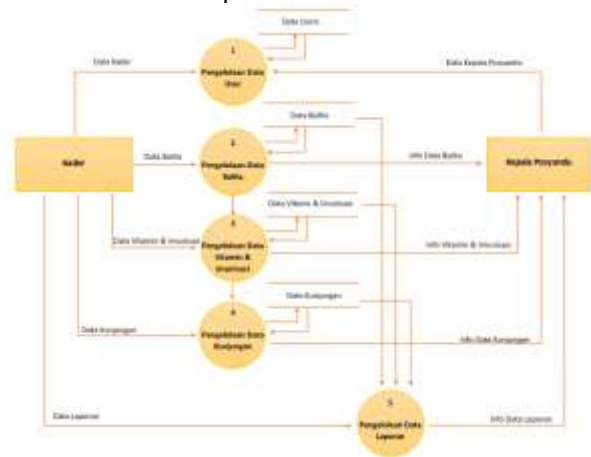 Data Users
1
Pengelolaan Data
User
Data Kader
Data Kepala Posyandu
Data Balita
2
Pengelolaan Data
Balita
Kader
Data Balita
Info Data Balita
Kepala Posyandu
Data Vitamin & Imunisasi
3
Pengelolaan Data
Vitamin &
Imunisasi
Data Vitamin & Imunisasi
Info Vitamin & Imunisasi
Data Kunjungan
4
Pengelolaan Data
Kunjungan
Data Kunjungan
Info Data Kunjungan
5
Pengelolaan Data
Laporan
Data Laporan
Info Data Laporan